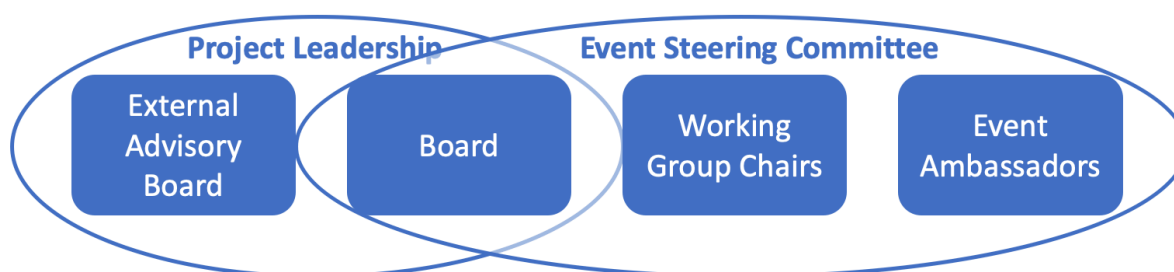 Project Leadership
Event Steering Committee
External
Advisory
Board
Board
Working
Group Chairs
Event
Ambassadors